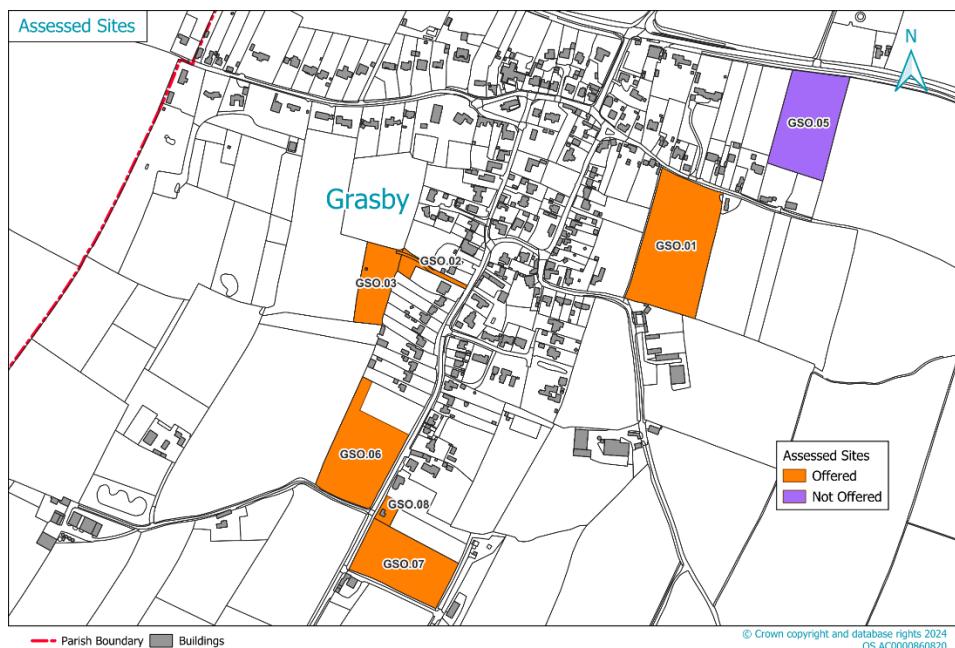 Assessed Sites
N
GSO.05
Grasby
GSO.01
GSO.02
GSO.03
GSO.06
GSO.08
GSO.07
Assessed Sites
Offered
Not Offered
Parish Boundary
Buildings
© Crown copyright and database rights 2024
OS AC0000860820